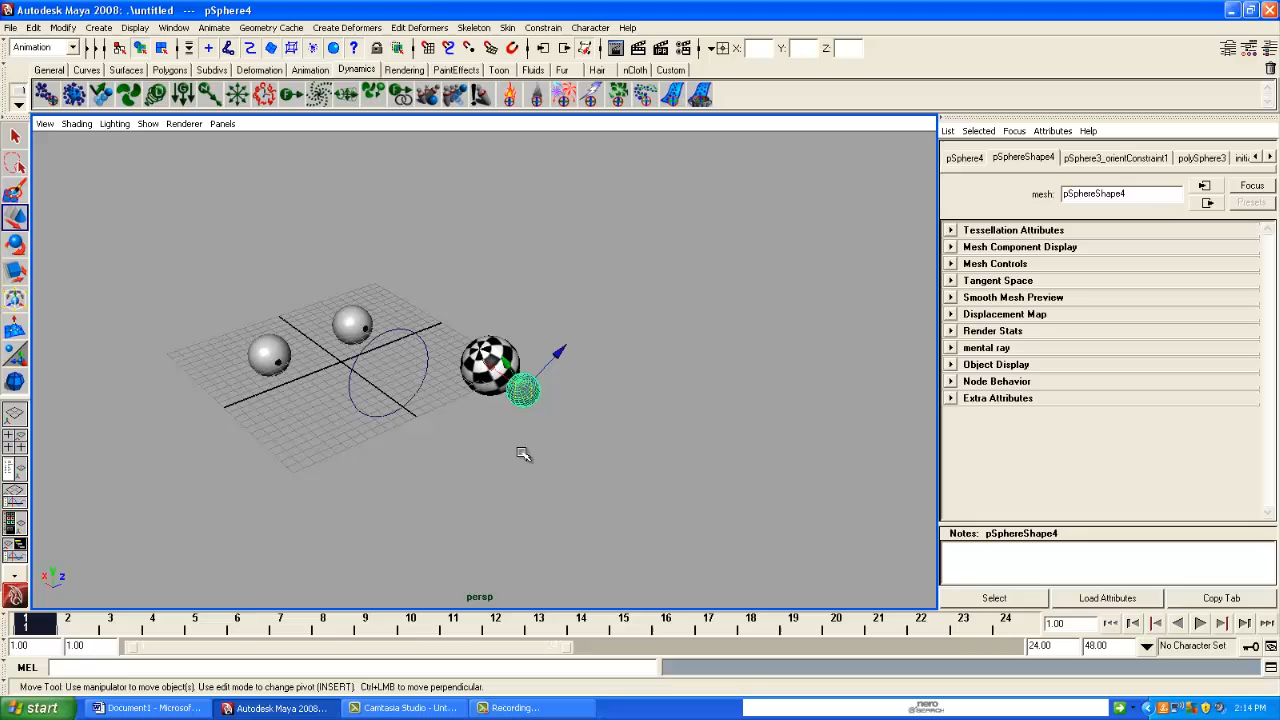 Autodesk Maya 2008: .\untitled --- pSphere4
File Edit Modify Create Display Window Animate Geometry Cache Create Deformers Edit Deformers Skeleton Skin Constrain Character Help
Animation X: Y: Z:
General Curves Surfaces Polygons Subdivs Deformation Animation Dynamics Rendering PaintEffects Toon Fluids Fur Hair nCloth Custom
View Shading Lighting Show Renderer Panels
List Selected Focus Attributes Help
pSphere4 pSphereShape4 pSphere3_orientConstraint1 polySphere3 initi
mesh: pSphereShape4
Focus
Presets
Tessellation Attributes
Mesh Component Display
Mesh Controls
Tangent Space
Smooth Mesh Preview
Displacement Map
Render Stats
mental ray
Object Display
Node Behavior
Extra Attributes
Notes: pSphereShape4
Select Load Attributes Copy Tab
X Y Z
persp
1 2 3 4 5 6 7 8 9 10 11 12 13 14 15 16 17 18 19 20 21 22 23 24
1 1.00
1.00 1.00 24.00 48.00 No Character Set
MEL
Move Tool: Use manipulator to move object(s). Use edit mode to change pivot (INSERT). Ctrl+LMB to move perpendicular.
start Document1 - Microsof... Autodesk Maya 2008... Camtasia Studio - Unt... Recording... nero SEARCH 2:14 PM